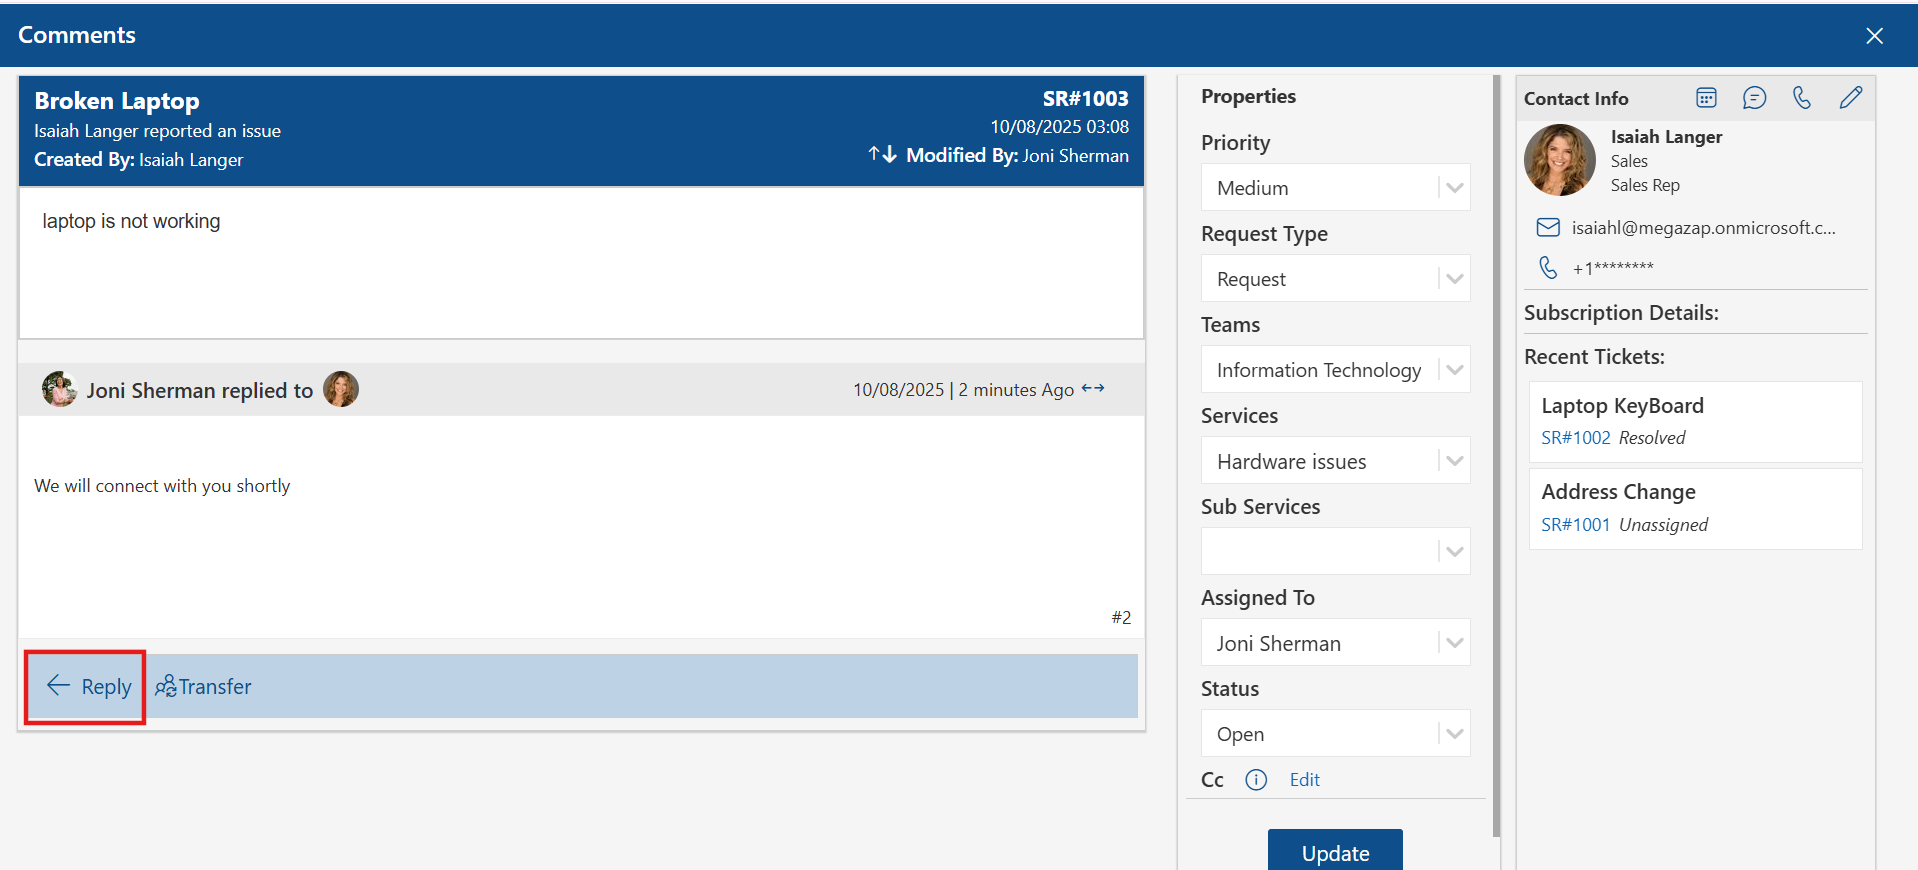 Comments
Broken Laptop
SR#1003
Isaiah Langer reported an issue
10/08/2025 03:08
Created By: Isaiah Langer
Modified By: Joni Sherman
laptop is not working
Joni Sherman replied to
10/08/2025 | 2 minutes Ago
We will connect with you shortly
#2
Reply
Transfer
Properties
Priority
Medium
Request Type
Request
Teams
Information Technology
Services
Hardware issues
Sub Services
Assigned To
Joni Sherman
Status
Open
Cc
Edit
Update
Contact Info
Isaiah Langer
Sales
Sales Rep
isaiahl@megazap.onmicrosoft.c...
+1********
Subscription Details:
Recent Tickets:
Laptop KeyBoard
SR#1002 Resolved
Address Change
SR#1001 Unassigned